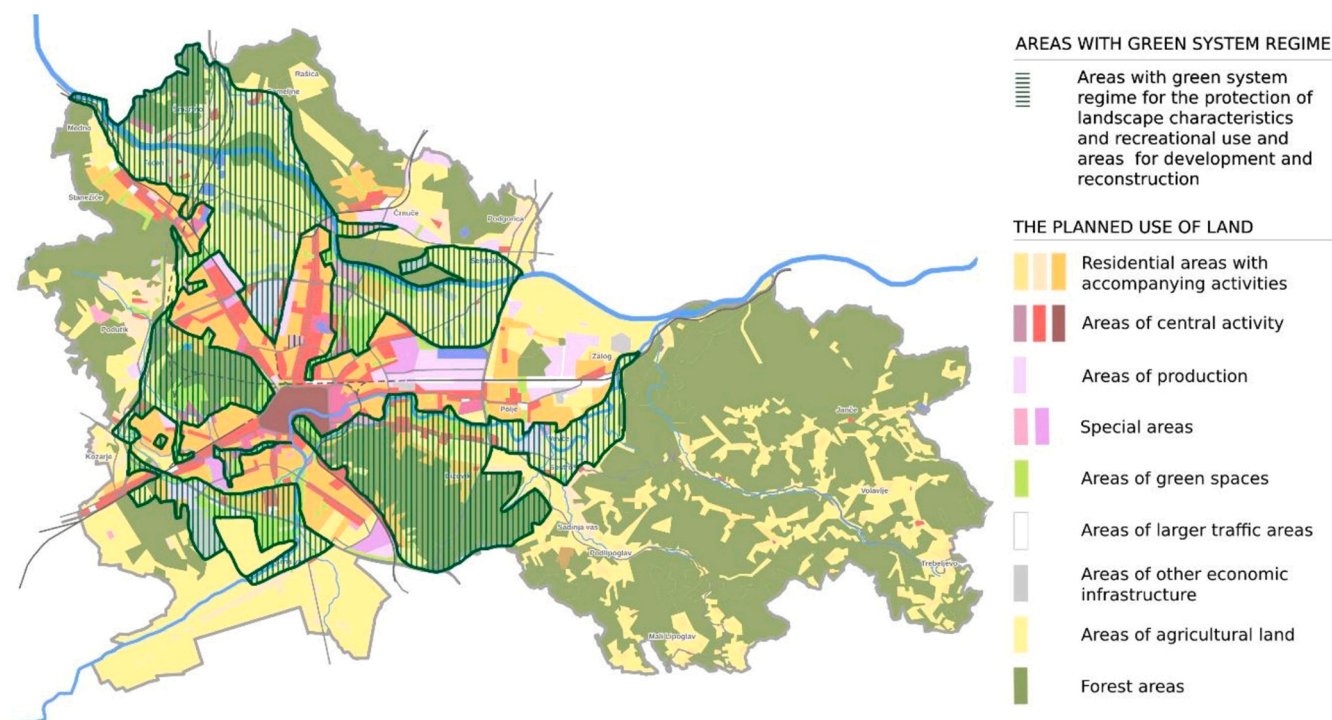 AREAS WITH GREEN SYSTEM REGIME
Areas with green system
regime for the protection of
landscape characteristics
and recreational use and
areas for development and
reconstruction
THE PLANNED USE OF LAND
Residential areas with
accompanying activities
Areas of central activity
Areas of production
Special areas
Areas of green spaces
Areas of larger traffic areas
Areas of other economic
infrastructure
Areas of agricultural land
Forest areas
Rašica
Medno
Stanežiče
Črnuče
Podgorica
Podutik
Zalog
Polje
Kozarje
Janče
Volavlje
Sadinja vas
Podlipoglav
Trebeljevo
Mali Lipoglav